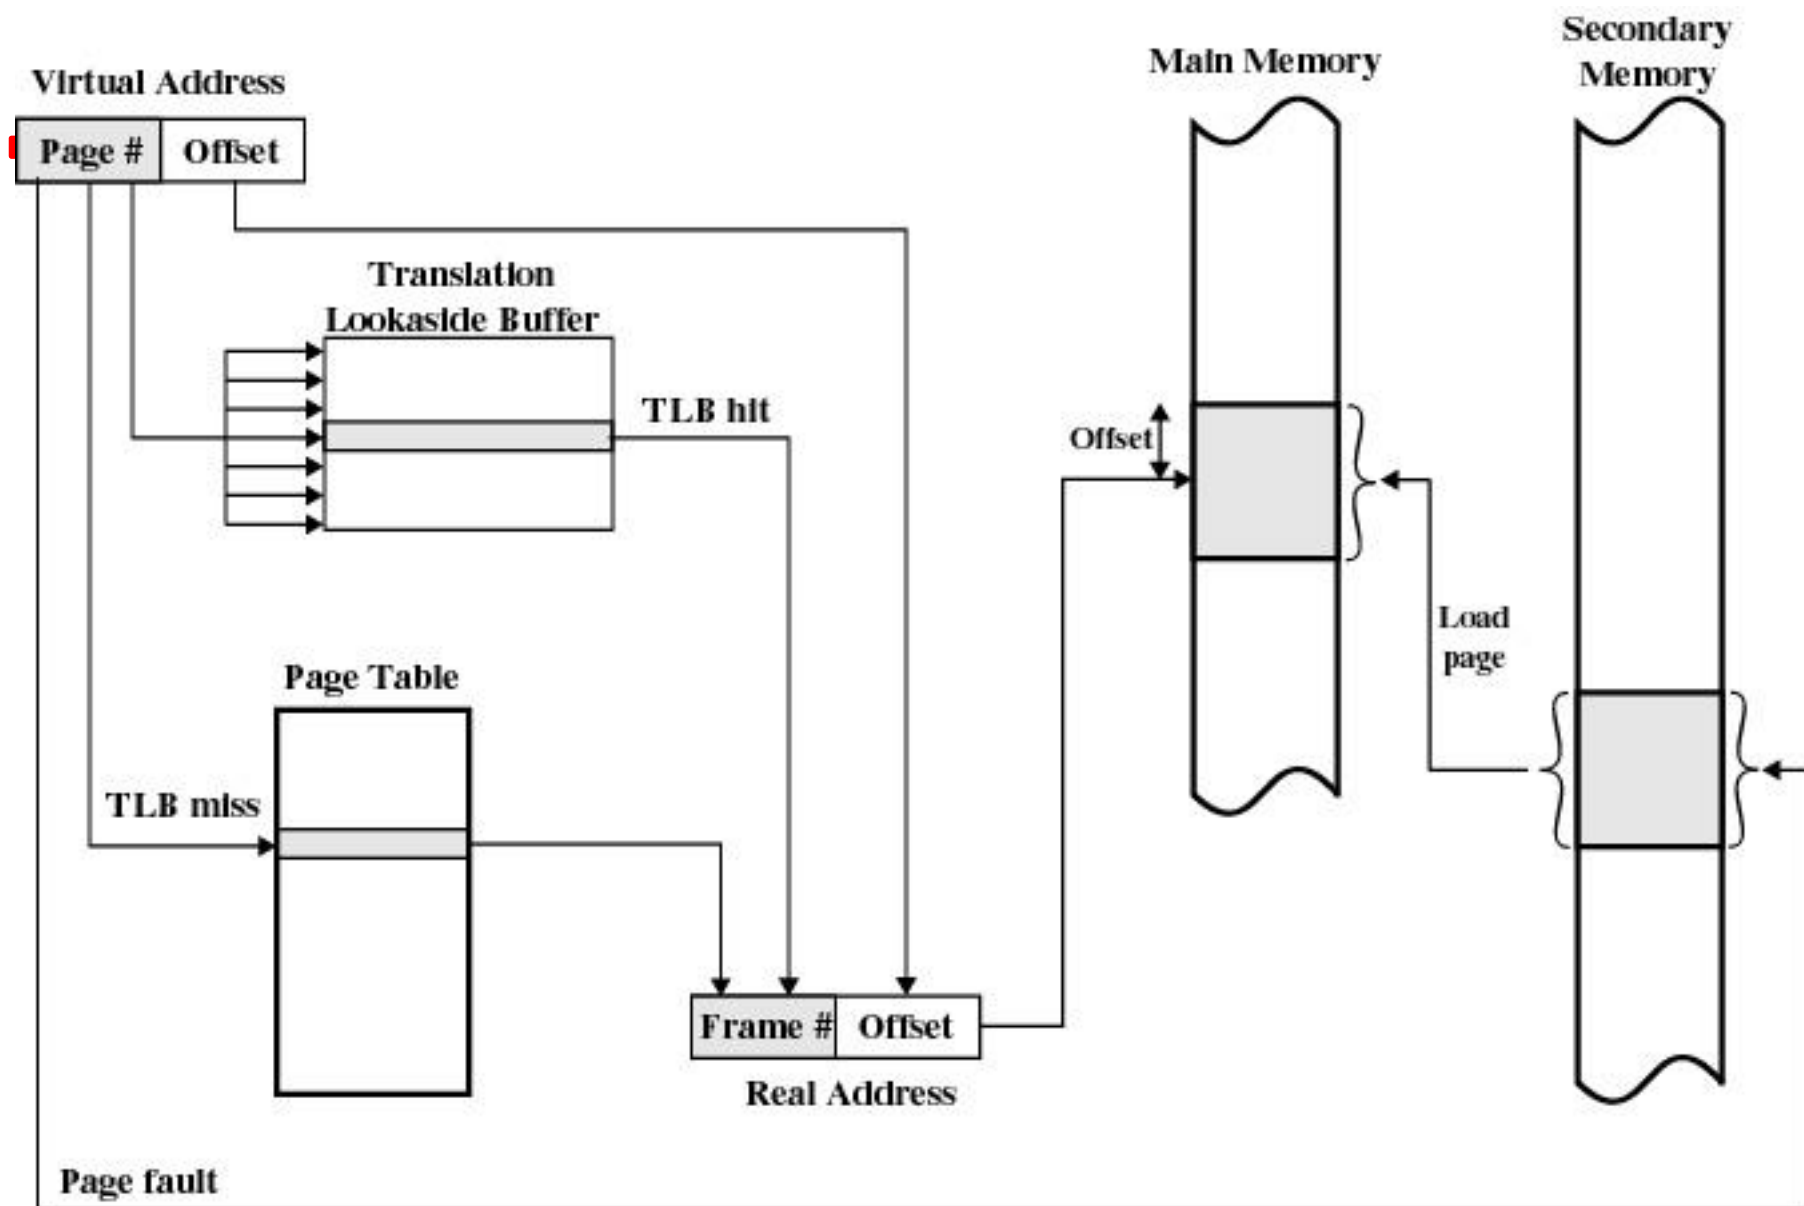 Virtual Address
Page #
Offset
Translation
Lookaside Buffer
TLB hit
Page Table
TLB miss
Frame #
Offset
Real Address
Page fault
Main Memory
Offset
Load
page
Secondary
Memory